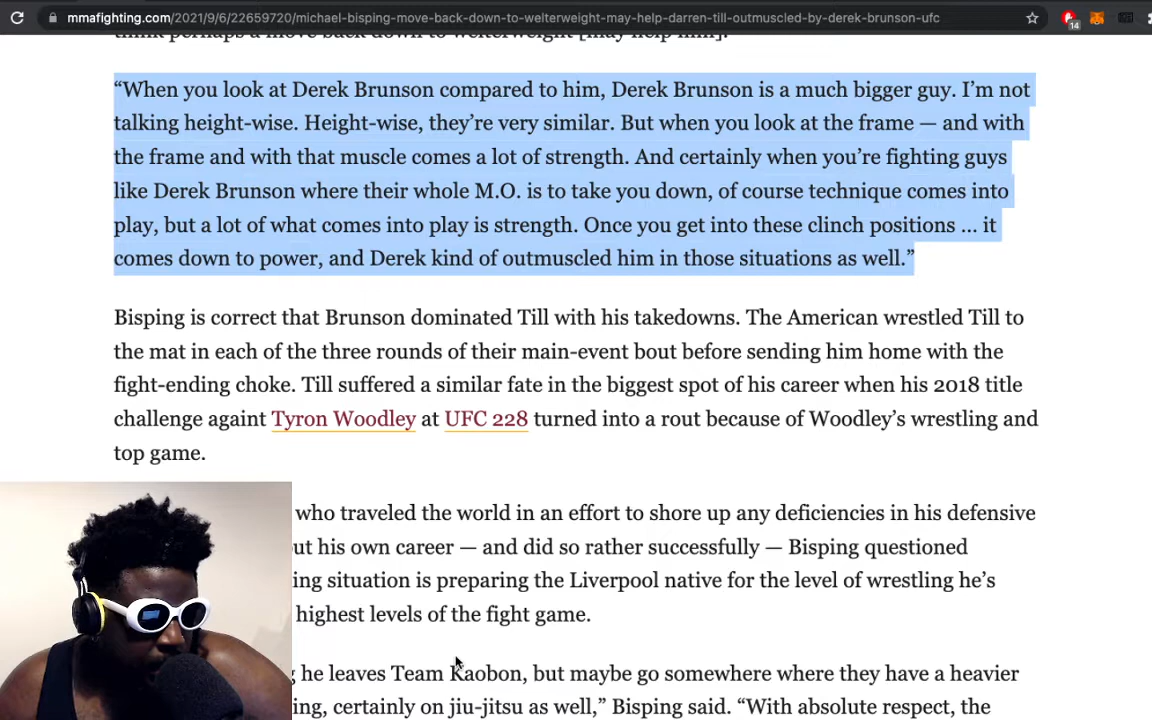 mmafighting.com/2021/9/6/22659720/michael-bisping-move-back-down-to-welterweight-may-help-darren-till-outmuscled-by-derek-brunson-ufc
14
think perhaps a move back down to welterweight [may help him].
“When you look at Derek Brunson compared to him, Derek Brunson is a much bigger guy. I’m not
talking height-wise. Height-wise, they’re very similar. But when you look at the frame — and with
the frame and with that muscle comes a lot of strength. And certainly when you’re fighting guys
like Derek Brunson where their whole M.O. is to take you down, of course technique comes into
play, but a lot of what comes into play is strength. Once you get into these clinch positions ... it
comes down to power, and Derek kind of outmuscled him in those situations as well.”
Bisping is correct that Brunson dominated Till with his takedowns. The American wrestled Till to
the mat in each of the three rounds of their main-event bout before sending him home with the
fight-ending choke. Till suffered a similar fate in the biggest spot of his career when his 2018 title
challenge againt Tyron Woodley at UFC 228 turned into a rout because of Woodley’s wrestling and
top game.
who traveled the world in an effort to shore up any deficiencies in his defensive
ut his own career — and did so rather successfully — Bisping questioned
ing situation is preparing the Liverpool native for the level of wrestling he’s
highest levels of the fight game.
g he leaves Team Kaobon, but maybe go somewhere where they have a heavier
ing, certainly on jiu-jitsu as well,” Bisping said. “With absolute respect, the